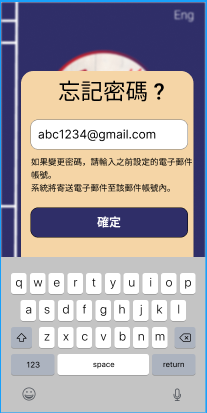 Eng
忘記密碼？
abc1234@gmail.com
如果變更密碼，請輸入之前設定的電子郵件
帳號。
系統將寄送電子郵件至該郵件帳號內。
確定
q w e r t y u i o p
a s d f g h j k l
z x c v b n m
123 space return